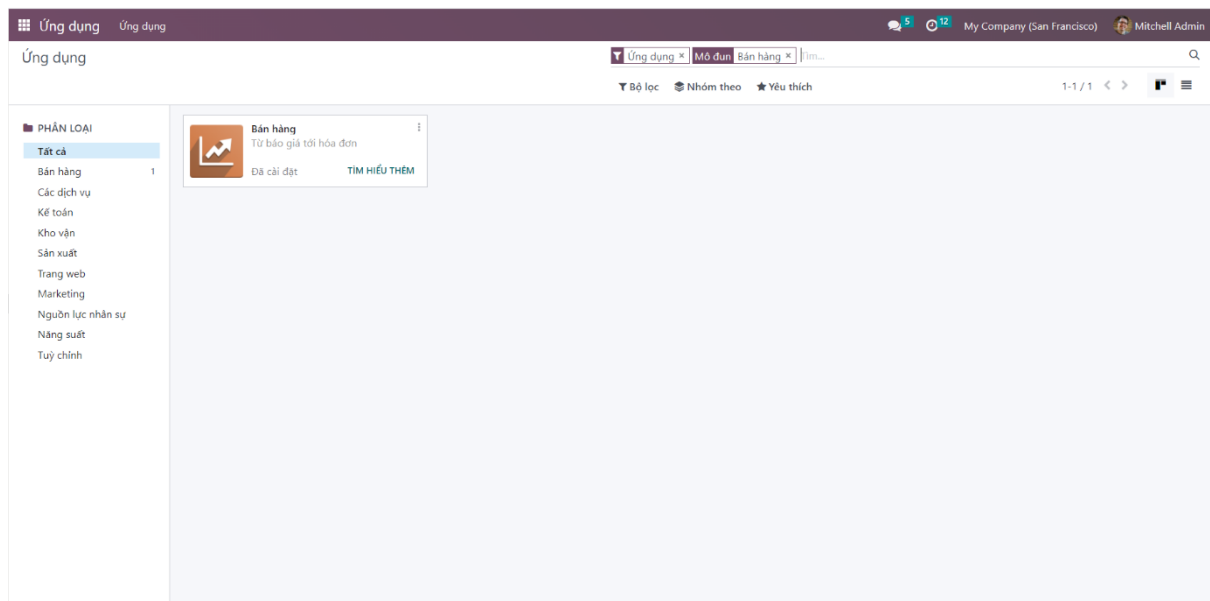 Ứng dụng Ứng dụng 5 12 My Company (San Francisco) Mitchell Admin
Ứng dụng Ứng dụng × Mô đun Bán hàng × Tìm...
Bộ lọc Nhóm theo Yêu thích 1-1 / 1
PHÂN LOẠI
Tất cả
Bán hàng 1
Các dịch vụ
Kế toán
Kho vận
Sản xuất
Trang web
Marketing
Nguồn lực nhân sự
Năng suất
Tuỳ chỉnh
Bán hàng
Từ báo giá tới hóa đơn
Đã cài đặt TÌM HIỂU THÊM